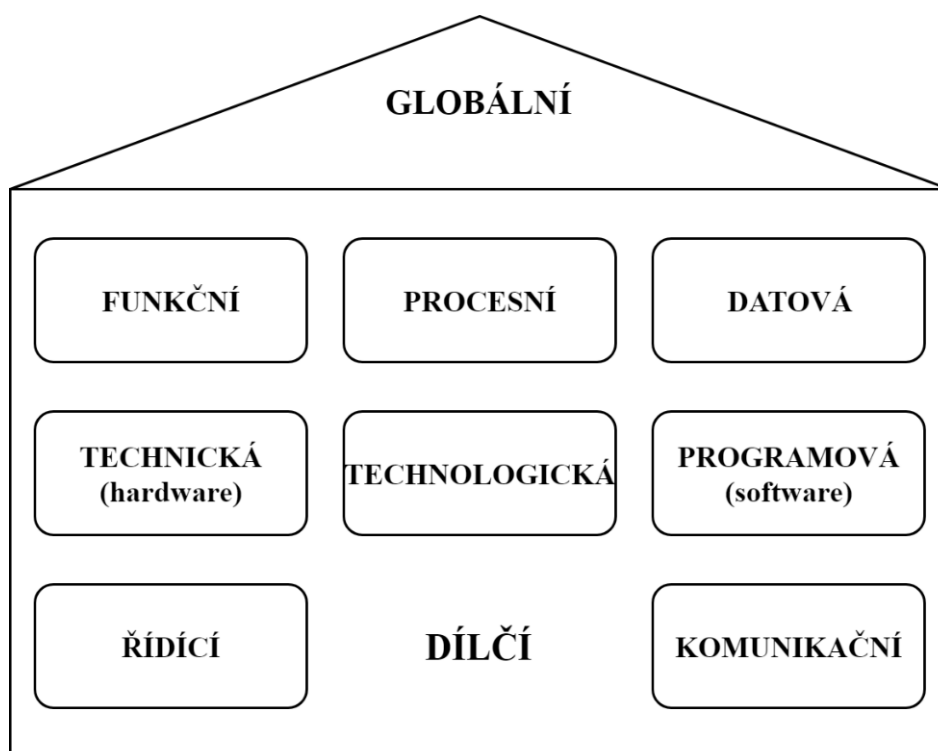 GLOBÁLNÍ
FUNKČNÍ
PROCESNÍ
DATOVÁ
TECHNICKÁ
(hardware)
TECHNOLOGICKÁ
PROGRAMOVÁ
(software)
ŘÍDÍCÍ
DÍLČÍ
KOMUNIKAČNÍ